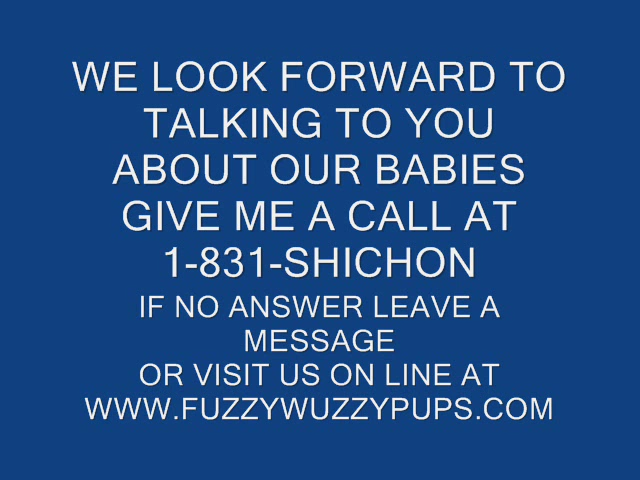 WE LOOK FORWARD TO
TALKING TO YOU
ABOUT OUR BABIES
GIVE ME A CALL AT
1-831-SHICHON
IF NO ANSWER LEAVE A
MESSAGE
OR VISIT US ON LINE AT
WWW.FUZZYWUZZYPUPS.COM